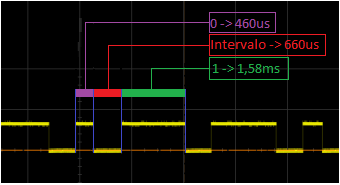 0 -> 460us
Intervalo -> 660us
1 -> 1,58ms